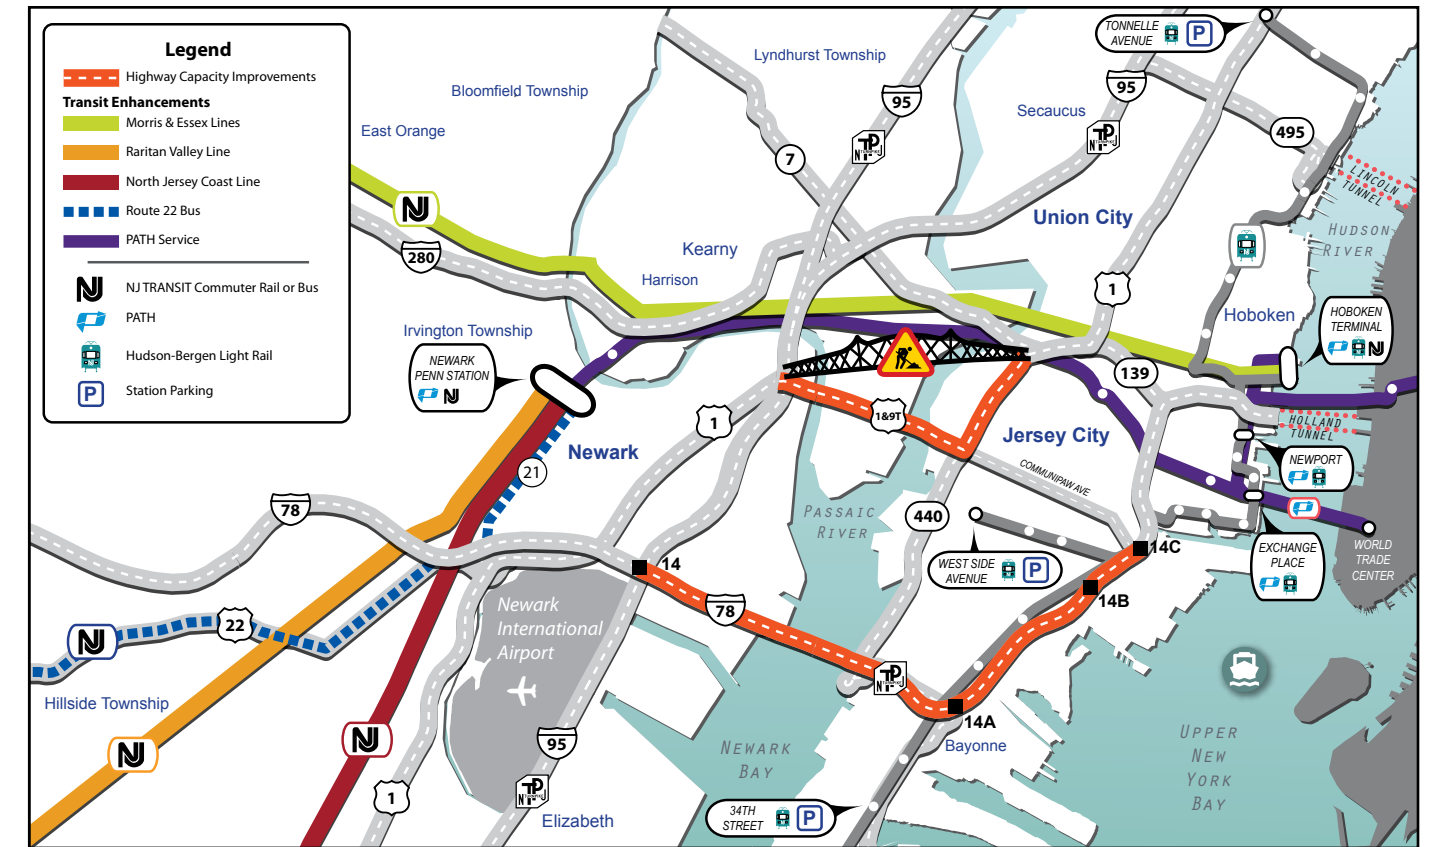 Legend
Highway Capacity Improvements
Transit Enhancements
Morris & Essex Lines
Raritan Valley Line
North Jersey Coast Line
Route 22 Bus
PATH Service
NJ TRANSIT Commuter Rail or Bus
PATH
Hudson-Bergen Light Rail
P
Station Parking
TONNELLE
AVENUE
P
Lyndhurst Township
Bloomfield Township
East Orange
95
Secaucus
95
495
7
LINCOLN
TUNNEL
Union City
HUDSON
RIVER
Kearny
280
Harrison
1
Hoboken
HOBOKEN
TERMINAL
Irvington Township
NEWARK
PENN STATION
139
1
1&9T
HOLLAND
TUNNEL
Jersey City
Newark
NEWPORT
21
COMMUNIPAW AVE
78
PASSAIC
RIVER
440
WORLD
TRADE
CENTER
EXCHANGE
PLACE
14C
WEST SIDE
AVENUE
P
14
14B
78
Newark
International
Airport
22
Hillside Township
14A
Bayonne
95
NEWARK
BAY
UPPER
NEW
YORK
BAY
1
Elizabeth
34TH
STREET
P